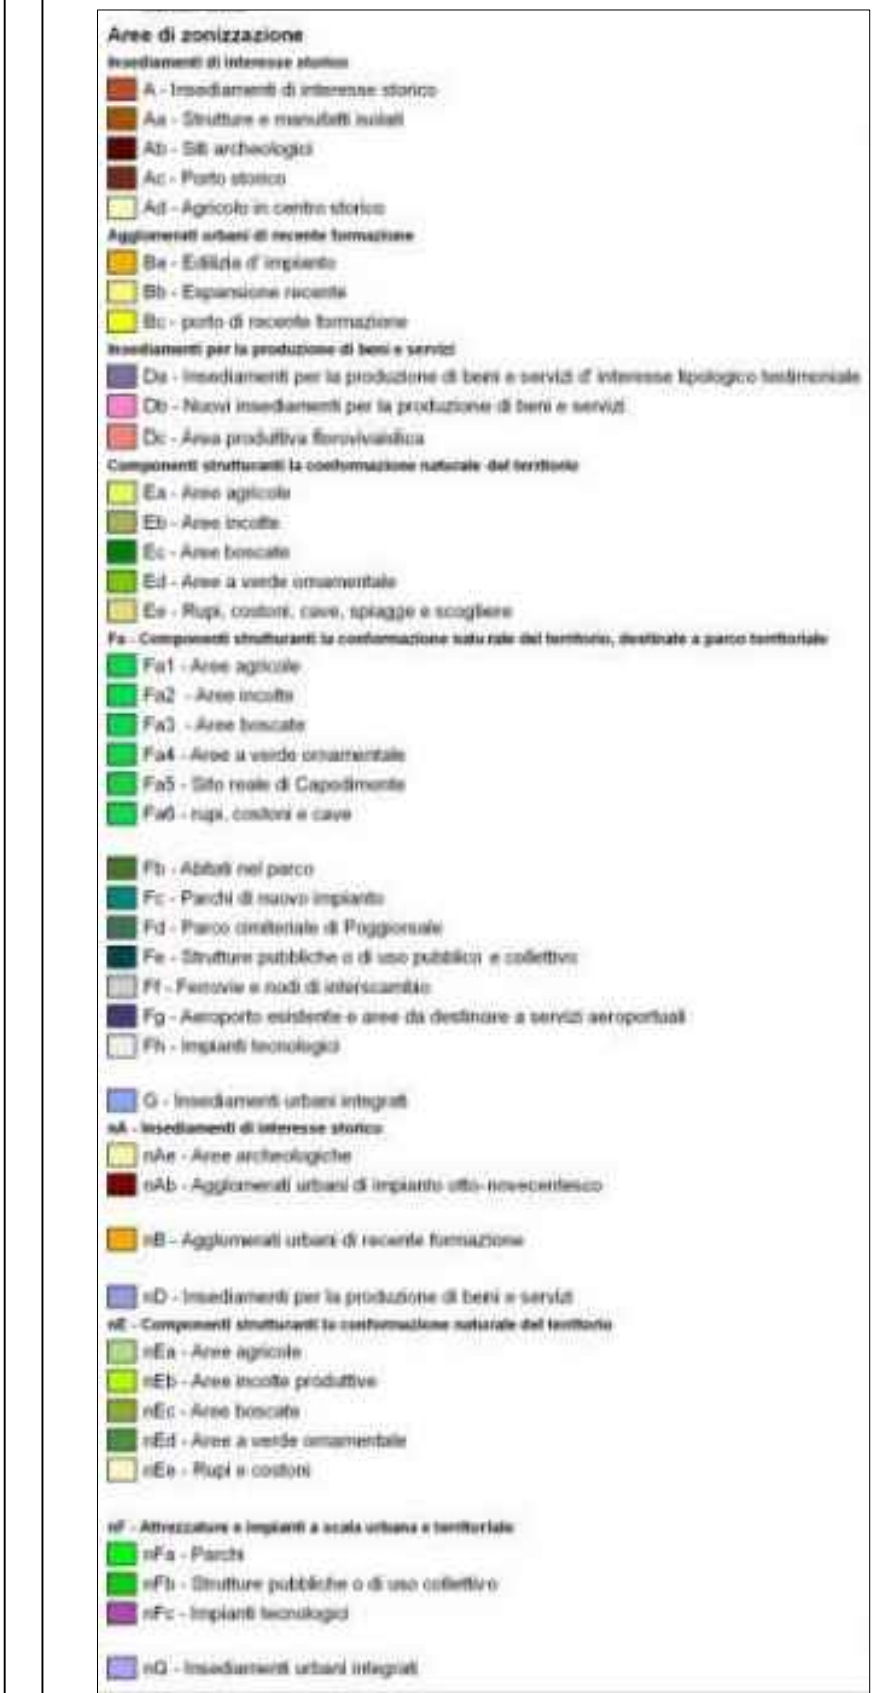 Aree di zonizzazione
Insediamenti di interesse storico
A - Insediamenti di interesse storico
Aa - Strutture e manufatti isolati
Ab - Siti archeologici
Ac - Porto storico
Ad - Agricolo in centro storico
Agglomerati urbani di recente formazione
Ba - Edilizia d' impianto
Bb - Espansione recente
Bc - porto di recente formazione
Insediamenti per la produzione di beni e servizi
Da - Insediamenti per la produzione di beni e servizi d' interesse tipologico testimoniale
Db - Nuovi insediamenti per la produzione di beni e servizi
Dc - Area produttiva florovivaistica
Componenti strutturanti la conformazione naturale del territorio
Ea - Aree agricole
Eb - Aree incolte
Ec - Aree boscate
Ed - Aree a verde ornamentale
Ee - Rupi, costoni, cave, spiagge e scogliere
Fa - Componenti strutturanti la conformazione naturale del territorio, destinate a parco territoriale
Fa1 - Aree agricole
Fa2 - Aree incolte
Fa3 - Aree boscate
Fa4 - Aree a verde ornamentale
Fa5 - Sito reale di Capodimonte
Fa6 - rupi, costoni e cave
Fb - Abitati nel parco
Fc - Parchi di nuovo impianto
Fd - Parco cimiteriale di Poggioreale
Fe - Strutture pubbliche o di uso pubblico e collettivo
Ff - Ferrovie e nodi di interscambio
Fg - Aeroporto esistente e aree da destinare a servizi aeroportuali
Fh - Impianti tecnologici
G - Insediamenti urbani integrati
nA - Insediamenti di interesse storico
nAe - Aree archeologiche
nAb - Agglomerati urbani di impianto otto-novecentesco
nB - Agglomerati urbani di recente formazione
nD - Insediamenti per la produzione di beni e servizi
nE - Componenti strutturanti la conformazione naturale del territorio
nEa - Aree agricole
nEb - Aree incolte produttive
nEc - Aree boscate
nEd - Aree a verde ornamentale
nEe - Rupi e costoni
nF - Attrezzature e impianti a scala urbana e territoriale
nFa - Parchi
nFb - Strutture pubbliche o di uso collettivo
nFc - Impianti tecnologici
nG - Insediamenti urbani integrati